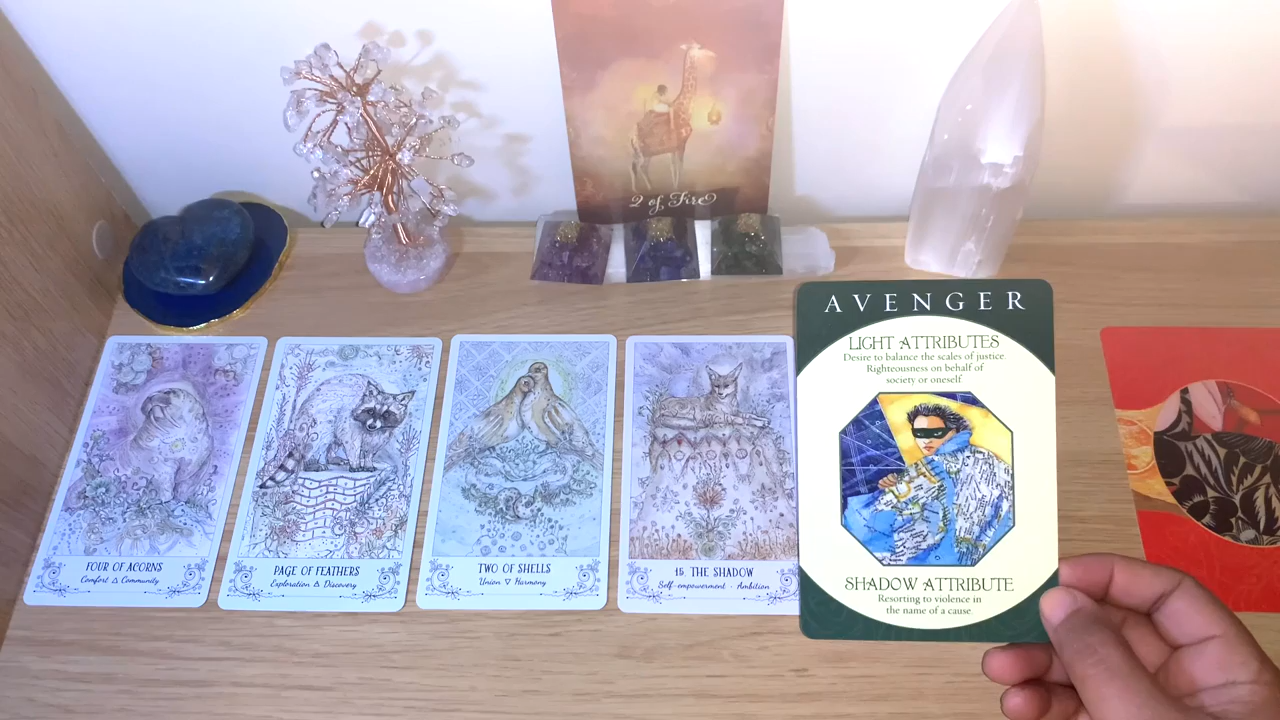 2 of Fire
AVENGER
LIGHT ATTRIBUTES
Desire to balance the scales of justice.
Righteousness on behalf of
society or oneself.
SHADOW ATTRIBUTE
Resorting to violence in
the name of a cause.
FOUR OF ACORNS
Comfort & Community
PAGE OF FEATHERS
Exploration & Discovery
TWO OF SHELLS
Union & Harmony
15. THE SHADOW
Self-empowerment · Ambition